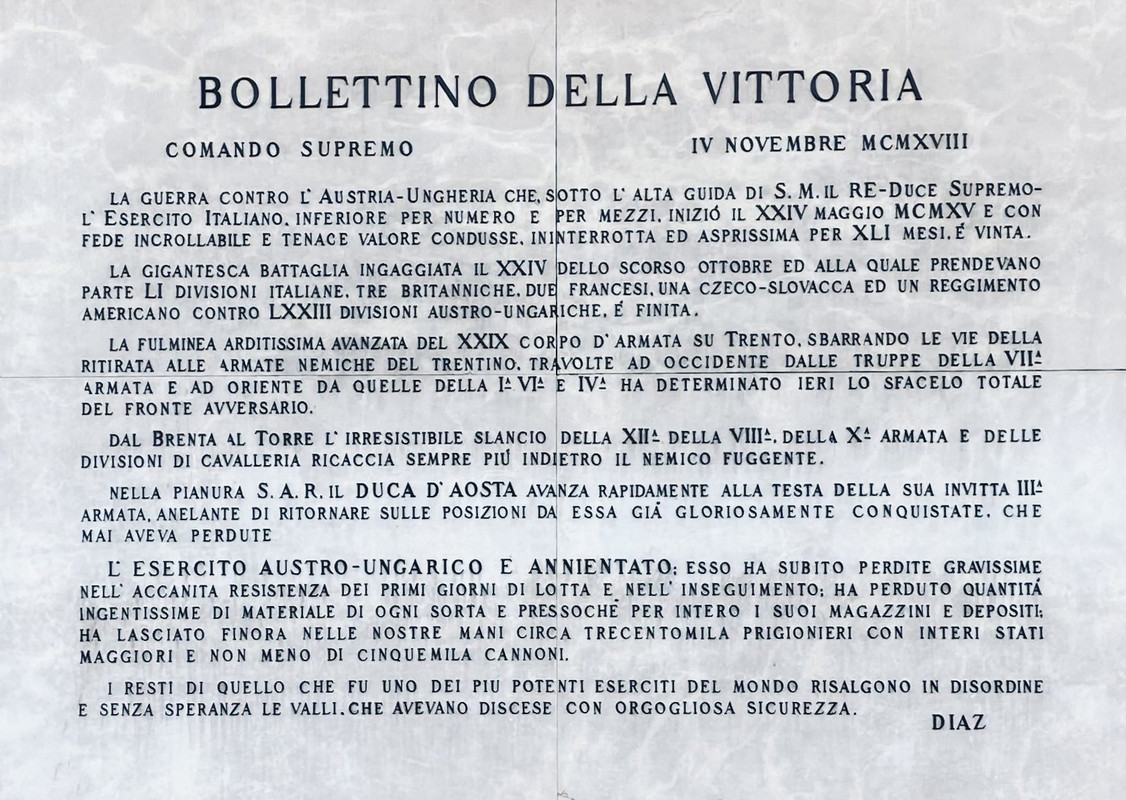 BOLLETTINO DELLA VITTORIA
COMANDO SUPREMO IV NOVEMBRE MCMXVIII
LA GUERRA CONTRO L' AUSTRIA-UNGHERIA CHE, SOTTO L' ALTA GUIDA DI S. M. IL RE-DUCE SUPREMO-
L' ESERCITO ITALIANO, INFERIORE PER NUMERO E PER MEZZI, INIZIÓ IL XXIV MAGGIO MCMXV E CON
FEDE INCROLLABILE E TENACE VALORE CONDUSSE, ININTERROTTA ED ASPRISSIMA PER XLI MESI, É VINTA.
LA GIGANTESCA BATTAGLIA INGAGGIATA IL XXIV DELLO SCORSO OTTOBRE ED ALLA QUALE PRENDEVANO
PARTE LI DIVISIONI ITALIANE, TRE BRITANNICHE, DUE FRANCESI, UNA CZECO-SLOVACCA ED UN REGGIMENTO
AMERICANO CONTRO LXXIII DIVISIONI AUSTRO-UNGARICHE, É FINITA.
LA FULMINEA ARDITISSIMA AVANZATA DEL XXIX CORPO D' ARMATA SU TRENTO, SBARRANDO LE VIE DELLA
RITIRATA ALLE ARMATE NEMICHE DEL TRENTINO, TRAVOLTE AD OCCIDENTE DALLE TRUPPE DELLA VIIᴬ
ARMATA E AD ORIENTE DA QUELLE DELLA Iᴬ VIᴬ E IVᴬ HA DETERMINATO IERI LO SFACELO TOTALE
DEL FRONTE AVVERSARIO.
DAL BRENTA AL TORRE L' IRRESISTIBILE SLANCIO DELLA XIIᴬ DELLA VIIIᴬ, DELLA Xᴬ ARMATA E DELLE
DIVISIONI DI CAVALLERIA RICACCIA SEMPRE PIÚ INDIETRO IL NEMICO FUGGENTE.
NELLA PIANURA S. A. R. IL DUCA D' AOSTA AVANZA RAPIDAMENTE ALLA TESTA DELLA SUA INVITTA IIIᴬ
ARMATA, ANELANTE DI RITORNARE SULLE POSIZIONI DA ESSA GIÁ GLORIOSAMENTE CONQUISTATE, CHE
MAI AVEVA PERDUTE
L' ESERCITO AUSTRO-UNGARICO É ANNIENTATO; ESSO HA SUBITO PERDITE GRAVISSIME
NELL' ACCANITA RESISTENZA DEI PRIMI GIORNI DI LOTTA E NELL' INSEGUIMENTO; HA PERDUTO QUANTITÁ
INGENTISSIME DI MATERIALE DI OGNI SORTA E PRESSOCHÉ PER INTERO I SUOI MAGAZZINI E DEPOSITI;
HA LASCIATO FINORA NELLE NOSTRE MANI CIRCA TRECENTOMILA PRIGIONIERI CON INTERI STATI
MAGGIORI E NON MENO DI CINQUEMILA CANNONI.
I RESTI DI QUELLO CHE FU UNO DEI PIU POTENTI ESERCITI DEL MONDO RISALGONO IN DISORDINE
E SENZA SPERANZA LE VALLI, CHE AVEVANO DISCESE CON ORGOGLIOSA SICUREZZA.
DIAZ